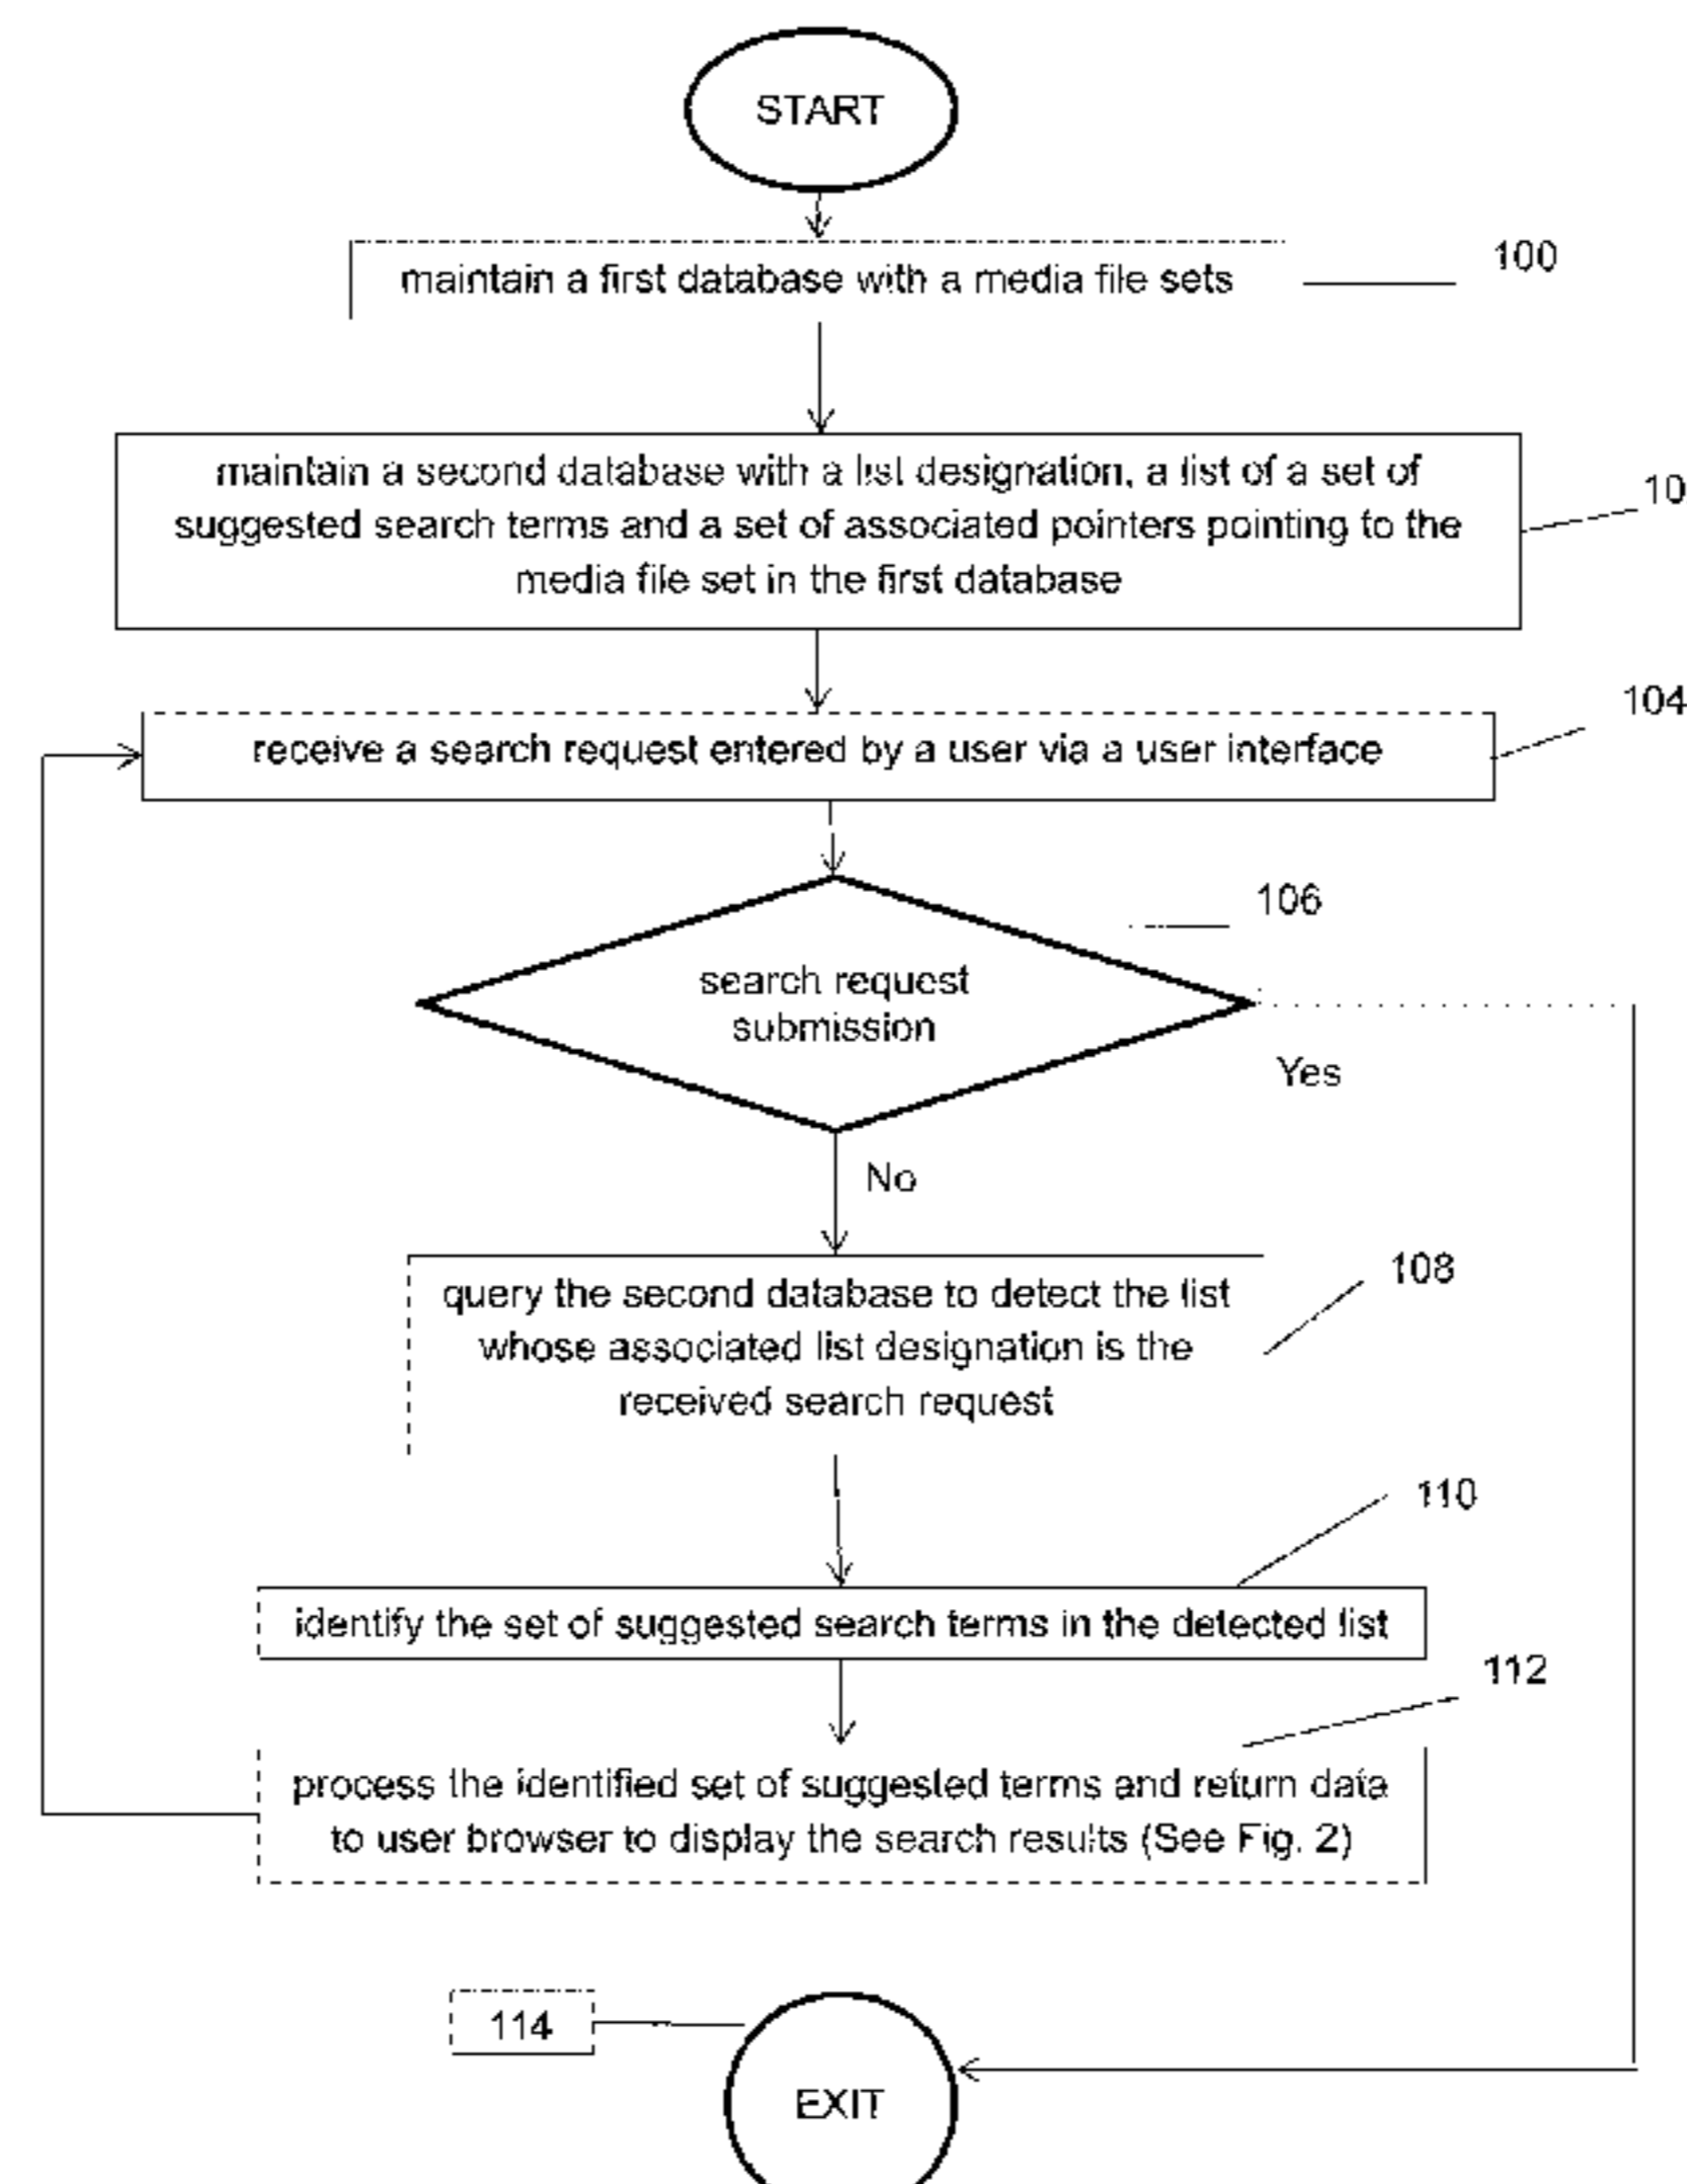 START
maintain a first database with a media file sets
100
maintain a second database with a list designation, a list of a set of
suggested search terms and a set of associated pointers pointing to the
media file set in the first database
10
receive a search request entered by a user via a user interface
104
106
search request
submission
Yes
No
query the second database to detect the list
whose associated list designation is the
received search request
108
110
identify the set of suggested search terms in the detected list
112
process the identified set of suggested terms and return data
to user browser to display the search results (See Fig. 2)
114
EXIT